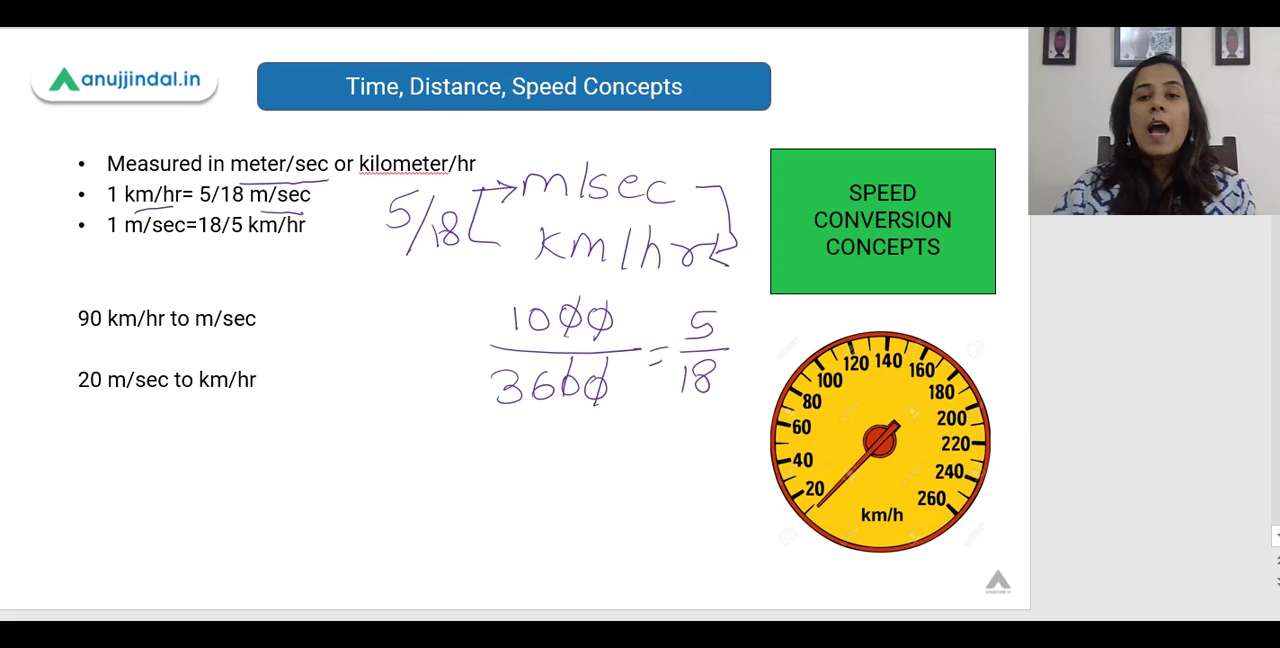 anujjindal.in
Time, Distance, Speed Concepts
• Measured in meter/sec or kilometer/hr
• 1 km/hr= 5/18 m/sec
• 1 m/sec=18/5 km/hr
5/18
m/sec
km/hr
SPEED
CONVERSION
CONCEPTS
90 km/hr to m/sec
20 m/sec to km/hr
1000
3600
=
5
18
20
40
60
80
100
120
140
160
180
200
220
240
260
km/h
anujjindal.in